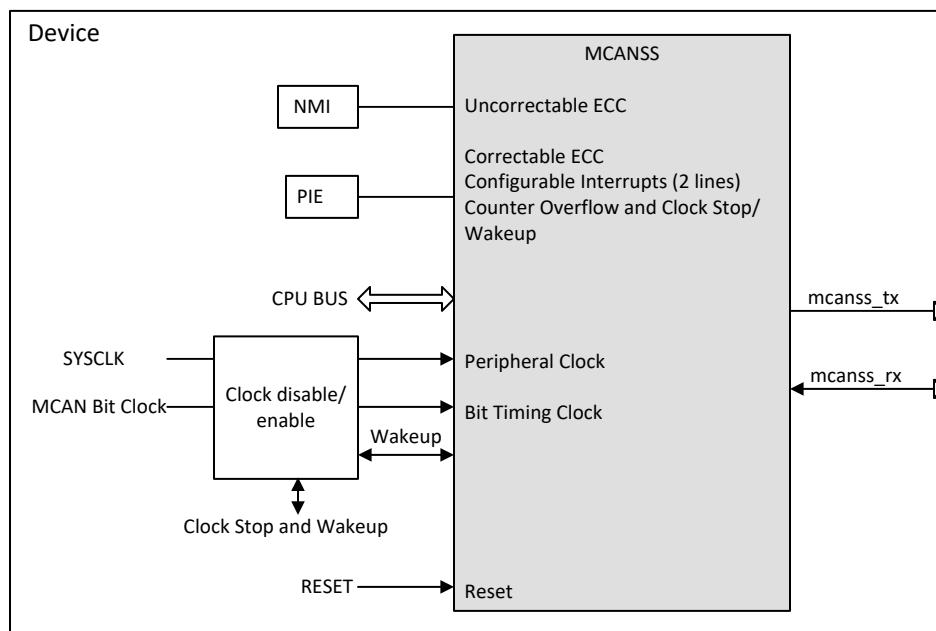 Device
MCANSS
NMI
Uncorrectable ECC
Correctable ECC
PIE
Configurable Interrupts (2 lines)
Counter Overflow and Clock Stop/
Wakeup
CPU BUS
mcanss_tx
SYSCLK
Peripheral Clock
mcanss_rx
Clock disable/
enable
MCAN Bit Clock
Bit Timing Clock
Wakeup
Clock Stop and Wakeup
RESET
Reset